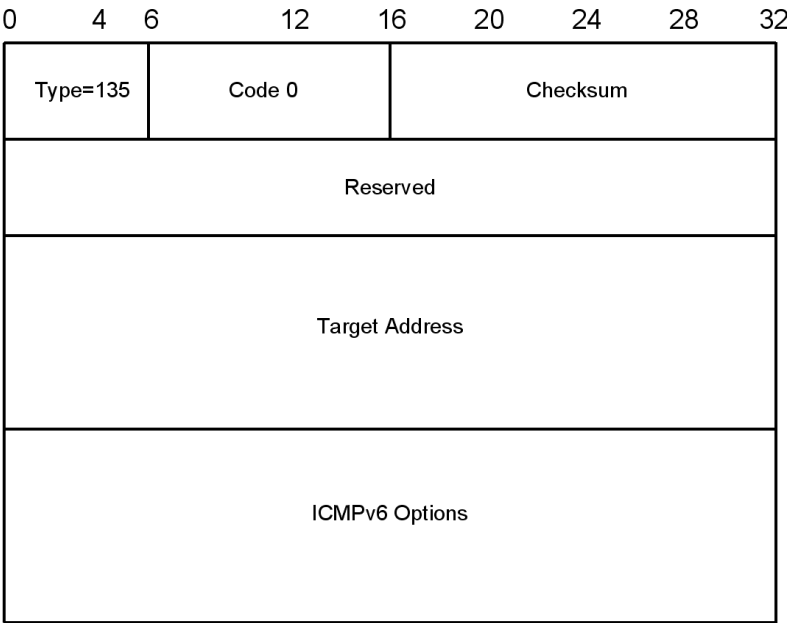 0 4 6 12 16 20 24 28 32
Type=135 Code 0 Checksum
Reserved
Target Address
ICMPv6 Options